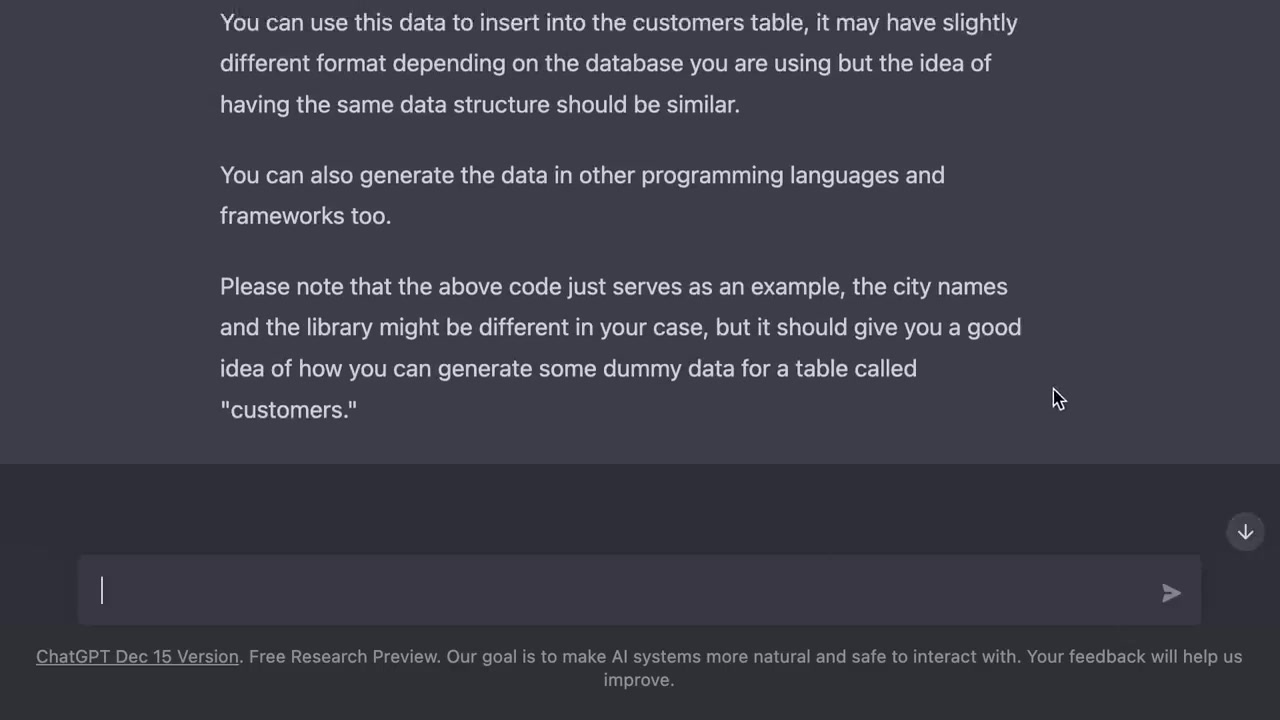 You can use this data to insert into the customers table, it may have slightly
different format depending on the database you are using but the idea of
having the same data structure should be similar.
You can also generate the data in other programming languages and
frameworks too.
Please note that the above code just serves as an example, the city names
and the library might be different in your case, but it should give you a good
idea of how you can generate some dummy data for a table called
"customers."
ChatGPT Dec 15 Version. Free Research Preview. Our goal is to make AI systems more natural and safe to interact with. Your feedback will help us
improve.